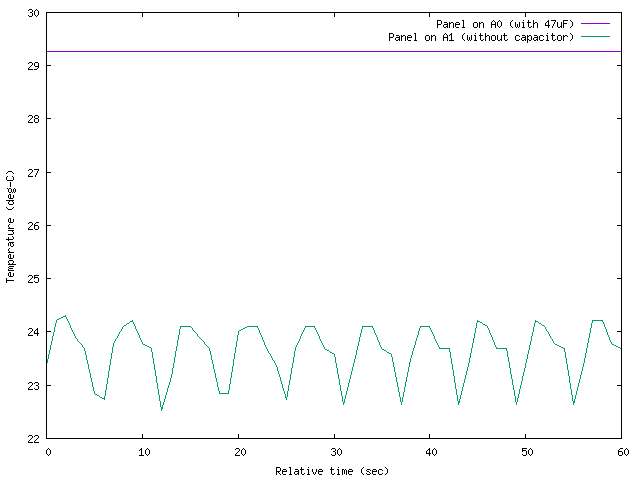 Panel on A0 (with 47uF)
Panel on A1 (without capacitor)
30
29
28
27
26
25
24
23
22
Temperature (deg-C)
0 10 20 30 40 50 60
Relative time (sec)